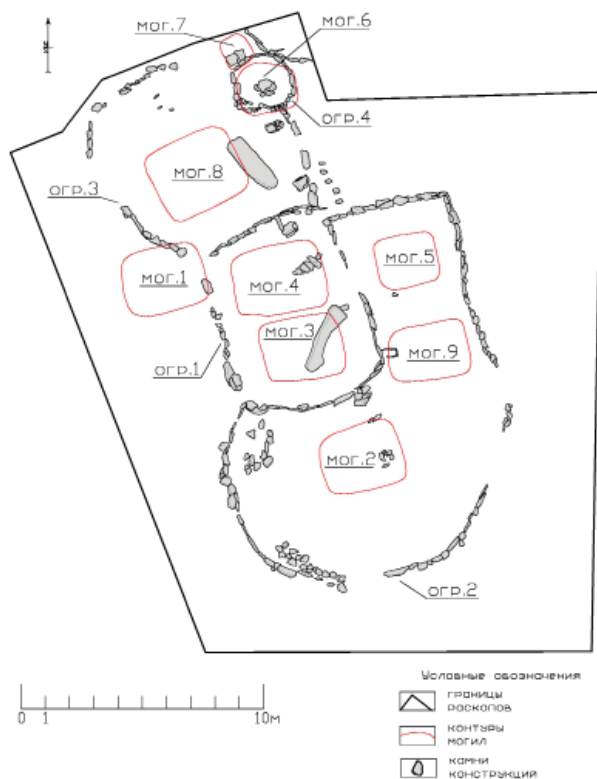 мог.7
мог.6
огр.4
мог.8
огр.3
мог.5
мог.1
мог.4
мог.3
мог.9
огр.1
мог.2
огр.2
Условные обозначения
границы
раскопов
контуры
могил
камни
конструкций
0 1 10м